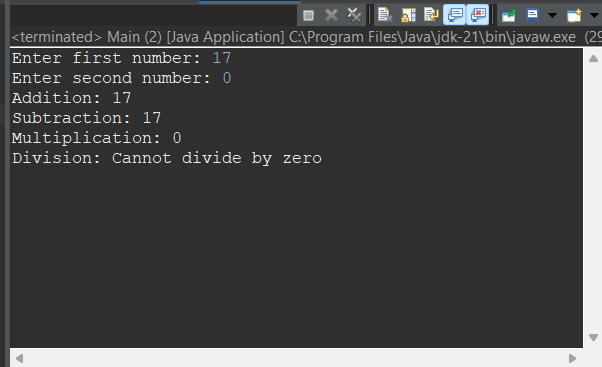 <terminated> Main (2) [Java Application] C:\Program Files\Java\jdk-21\bin\javaw.exe (29
Enter first number: 17
Enter second number: 0
Addition: 17
Subtraction: 17
Multiplication: 0
Division: Cannot divide by zero